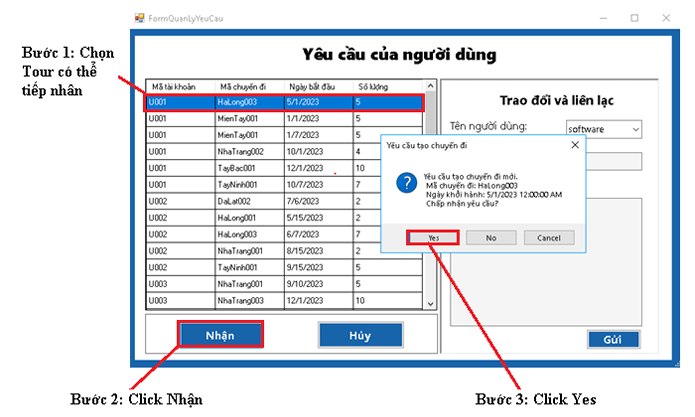 FormQuanLyYeuCau
Yêu cầu của người dùng
Bước 1: Chọn
Tour có thể
tiếp nhân
Mã tài khoản Mã chuyến đi Ngày bắt đầu Số lượng
U001 HaLong003 5/1/2023 5
U001 MienTay001 1/1/2023 5
U001 MienTay001 1/7/2023 5
U001 NhaTrang002 10/1/2023 4
U001 TayBac001 12/1/2023 10
U001 TayNinh001 10/7/2023 7
U002 DaLat002 7/6/2023 2
U002 HaLong001 5/15/2023 2
U002 HaLong003 6/7/2023 7
U002 NhaTrang001 8/15/2023 2
U002 TayNinh001 9/15/2023 5
U003 NhaTrang001 9/10/2023 5
U003 NhaTrang003 12/1/2023 10
Trao đổi và liên lạc
Tên người dùng: software
Yêu cầu tạo chuyến đi
Yêu cầu tạo chuyến đi mới.
Mã chuyến đi: HaLong003
Ngày khởi hành: 5/1/2023 12:00:00 AM
Chấp nhận yêu cầu?
Yes No Cancel
Nhận Hủy
Gửi
Bước 2: Click Nhận
Bước 3: Click Yes